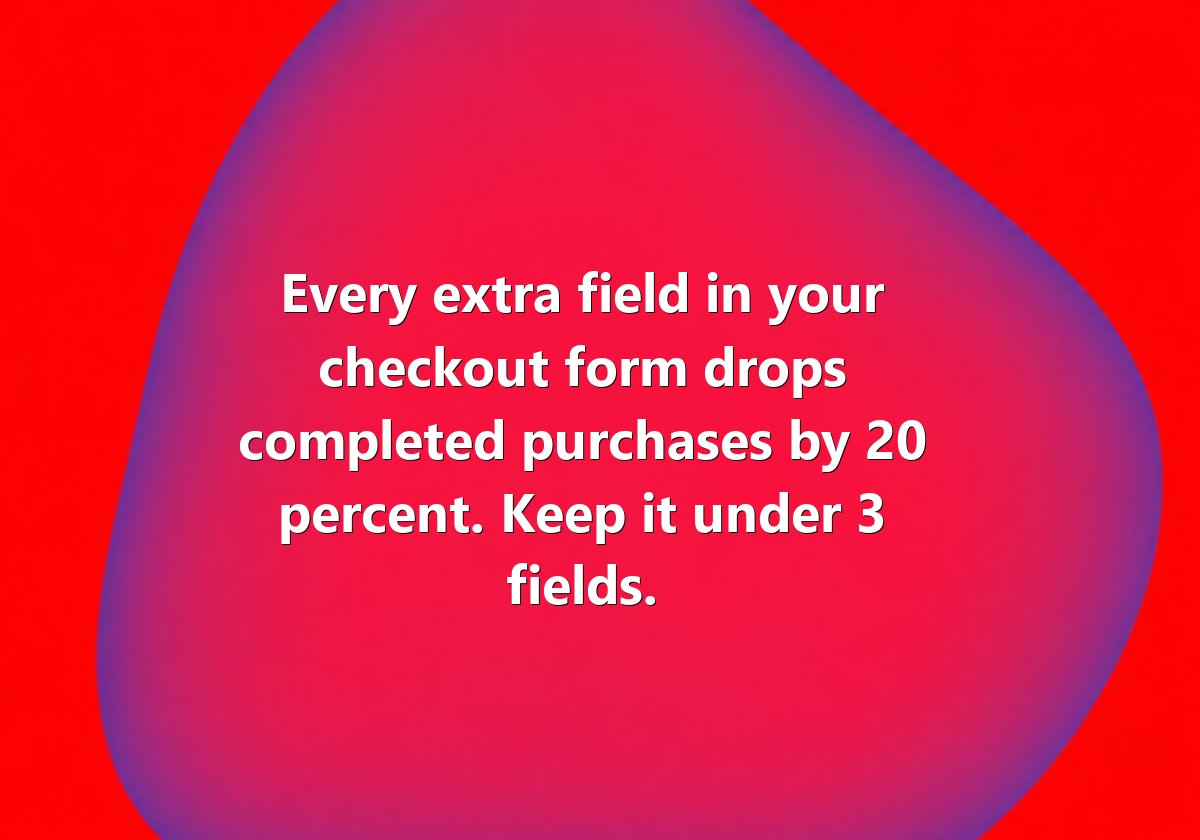 Every extra field in your
checkout form drops
completed purchases by 20
percent. Keep it under 3
fields.